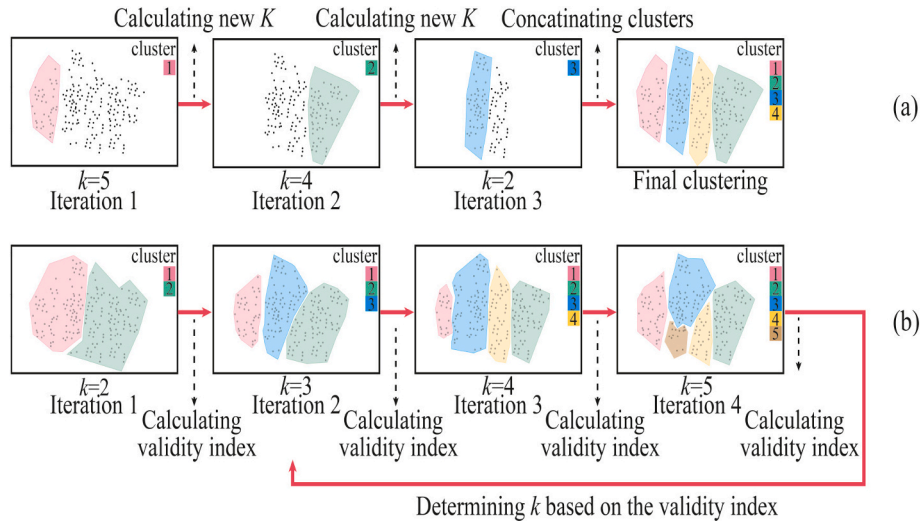 Calculating new K
Calculating new K
Concatinating clusters
cluster
1
cluster
2
cluster
3
cluster
1
2
3
4
(a)
k=5
Iteration 1
k=4
Iteration 2
k=2
Iteration 3
Final clustering
cluster
1
2
cluster
1
2
3
cluster
1
2
3
4
cluster
1
2
3
4
5
(b)
k=2
Iteration 1
k=3
Iteration 2
k=4
Iteration 3
k=5
Iteration 4
Calculating
validity index
Calculating
validity index
Calculating
validity index
Calculating
validity index
Determining k based on the validity index